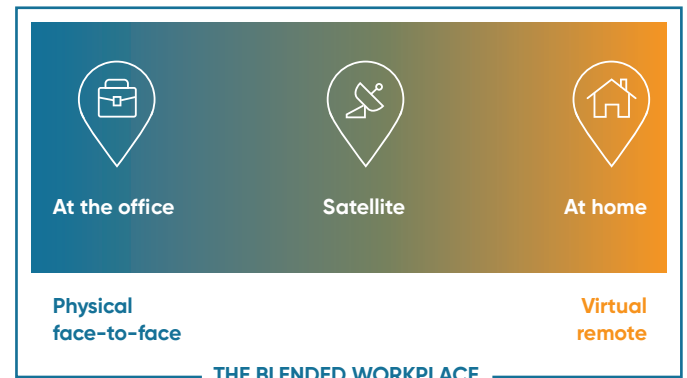 At the office
Satellite
At home
Physical
face-to-face
Virtual
remote
THE BLENDED WORKPLACE